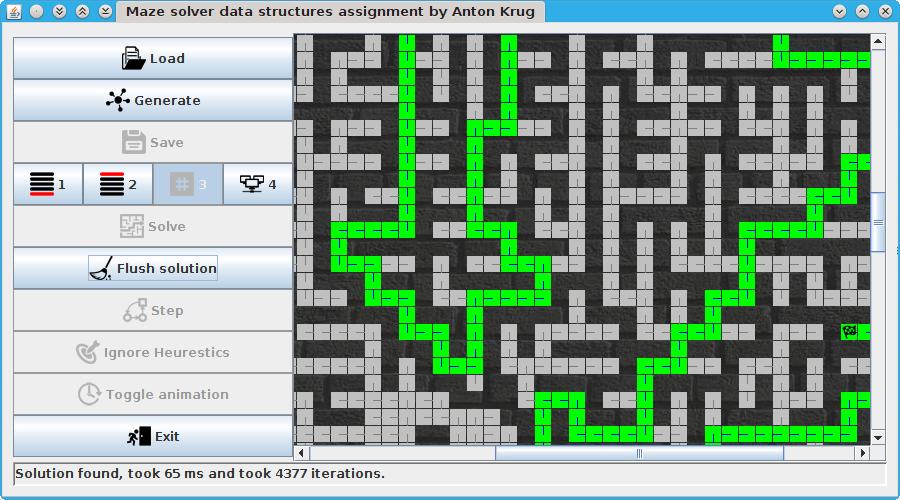 Maze solver data structures assignment by Anton Krug
Load
Generate
Save
1 2 # 3 4
Solve
Flush solution
Step
Ignore Heurestics
Toggle animation
Exit
Solution found, took 65 ms and took 4377 iterations.